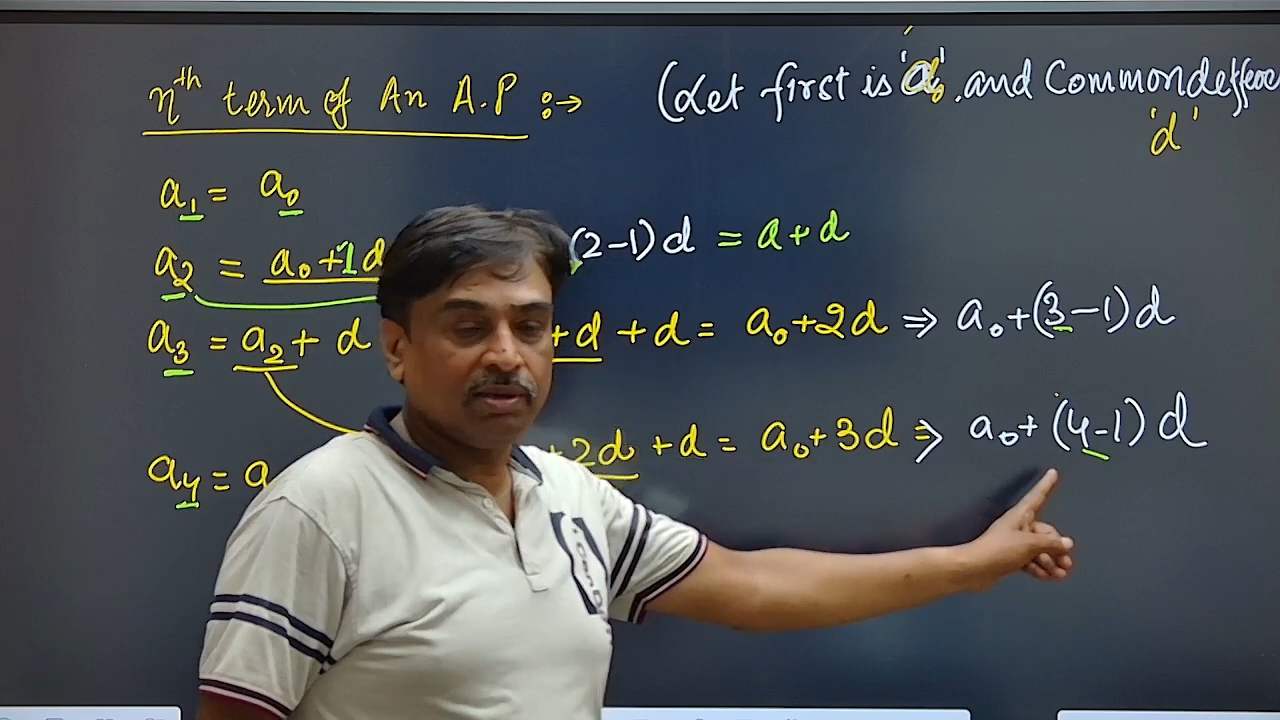 nth term of An A.P :→ (Let first is 'a₀' and Common
'd'
a₁ = a₀
a₂ = a₀+1d (2-1)d = a+d
a₃ = a₂+ d +d + d = a₀+2d ⇒ a₀+(3-1)d
a₄ = a +2d + d = a₀+3d ⇒ a₀+(4-1)d